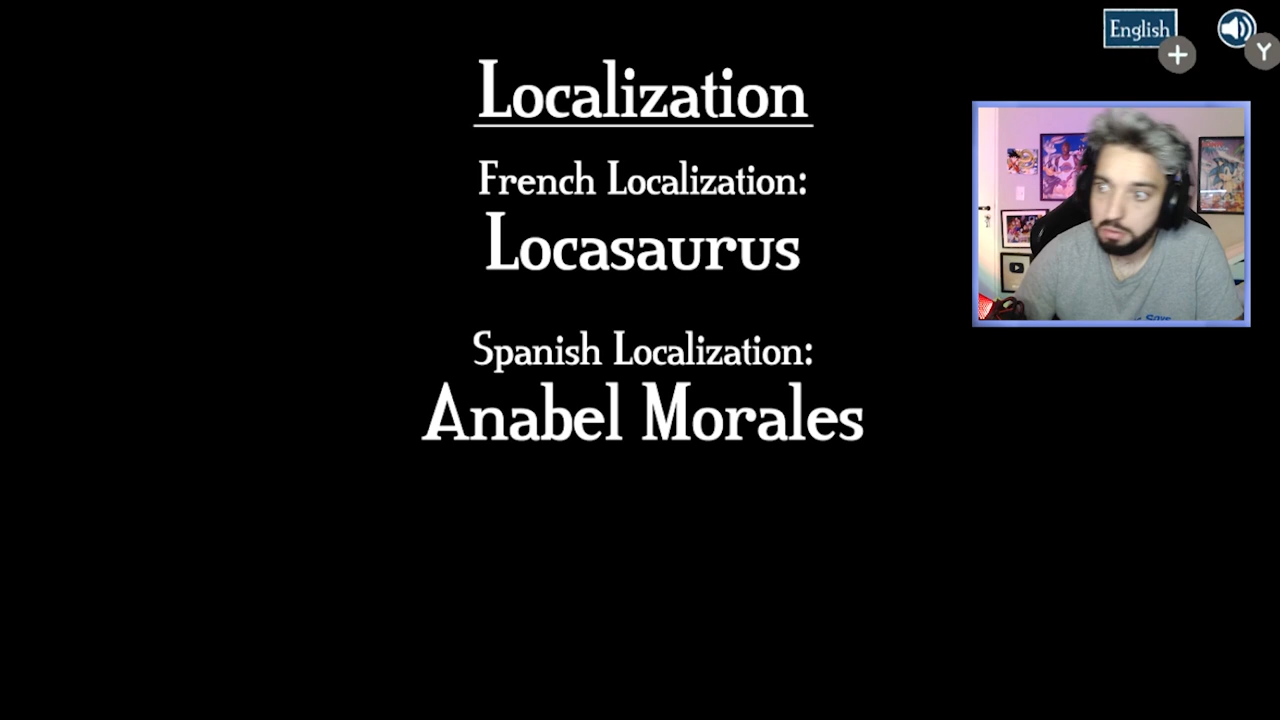 English
+
Y
Localization
French Localization:
Locasaurus
Spanish Localization:
Anabel Morales